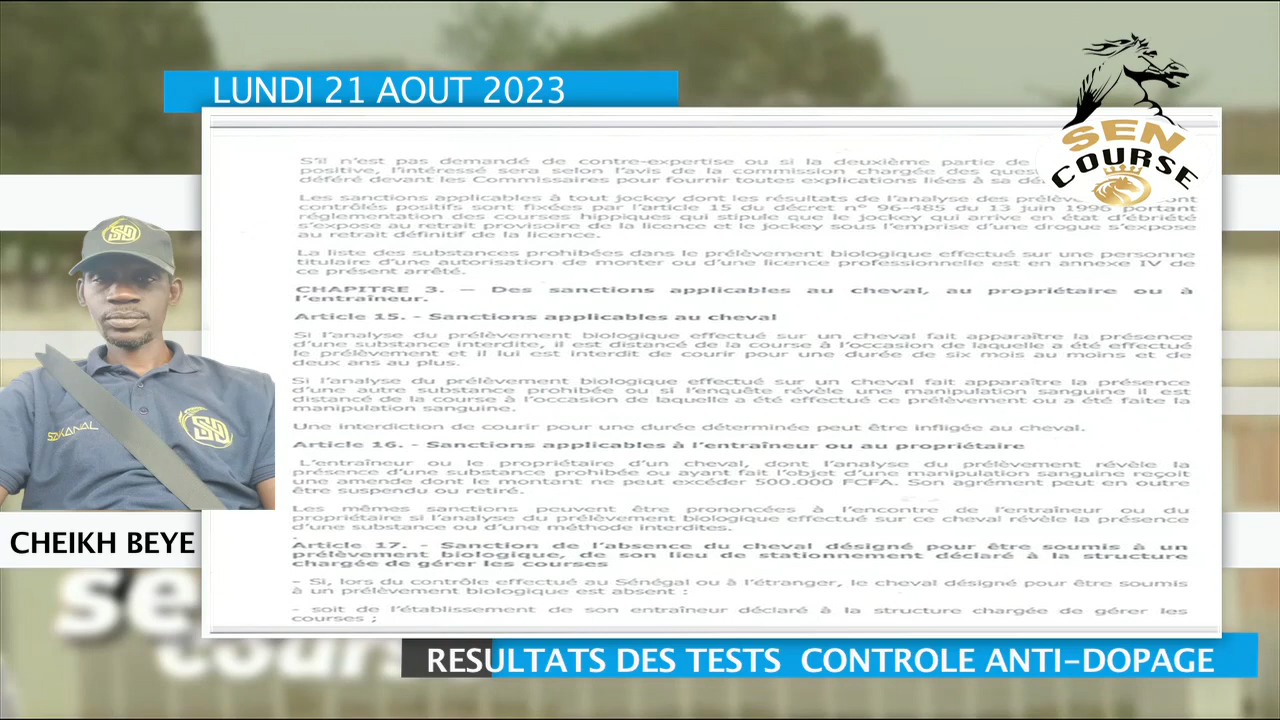 LUNDI 21 AOUT 2023
SEN
COURSE
S'il n'est pas demandé de contre-expertise ou si la deuxième partie de
positive, l'intéressé sera selon l'avis de la commission chargée des
déféré devant les Commissaires pour fournir toutes explications liées à sa
Les sanctions applicables à tout jockey dont les résultats de l'analyse des
contrôlés positifs sont fixées par l'article 15 du décret n° 96-485 du 13 juin 1996 portant
réglementation des courses hippiques qui stipule que le jockey qui arrive en état d'ébriété
s'expose au retrait provisoire de la licence et le jockey sous l'emprise d'une drogue s'expose
au retrait définitif de la licence.
La liste des substances prohibées dans le prélèvement biologique effectué sur une personne
titulaire d'une autorisation de monter ou d'une licence professionnelle est en annexe IV de
ce présent arrêté.
CHAPITRE 3. – Des sanctions applicables au cheval, au propriétaire ou à
l'entraîneur.
Article 15. - Sanctions applicables au cheval
Si l'analyse du prélèvement biologique effectué sur un cheval fait apparaître la présence
d'une substance interdite, il est distancé de la course à l'occasion de laquelle a été effectué
le prélèvement et il lui est interdit de courir pour une durée de six mois au moins et de
deux ans au plus.
Si l'analyse du prélèvement biologique effectué sur un cheval fait apparaître la présence
d'une autre substance prohibée ou si l'enquête révèle une manipulation sanguine il est
distancé de la course à l'occasion de laquelle a été effectué ce prélèvement ou a été faite la
manipulation sanguine.
Une interdiction de courir pour une durée déterminée peut être infligée au cheval.
Article 16. - Sanctions applicables à l'entraîneur ou au propriétaire
L'entraîneur ou le propriétaire d'un cheval, dont l'analyse du prélèvement révèle la
présence d'une substance prohibée ou ayant fait l'objet d'une manipulation sanguine reçoit
une amende dont le montant ne peut excéder 500.000 FCFA. Son agrément peut en outre
être suspendu ou retiré.
Les mêmes sanctions peuvent être prononcées à l'encontre de l'entraîneur ou du
propriétaire si l'analyse du prélèvement biologique effectué sur ce cheval révèle la présence
d'une substance ou d'une méthode interdites.
Article 17. - Sanction de l'absence du cheval désigné pour être soumis à un
prélèvement biologique, de son lieu de stationnement déclaré à la structure
chargée de gérer les courses
- Si, lors du contrôle effectué au Sénégal ou à l'étranger, le cheval désigné pour être soumis
à un prélèvement biologique est absent :
- soit de l'établissement de son entraîneur déclaré à la structure chargée de gérer les
courses ;
S2KANAL
CHEIKH BEYE
se
cours
RESULTATS DES TESTS CONTROLE ANTI-DOPAGE